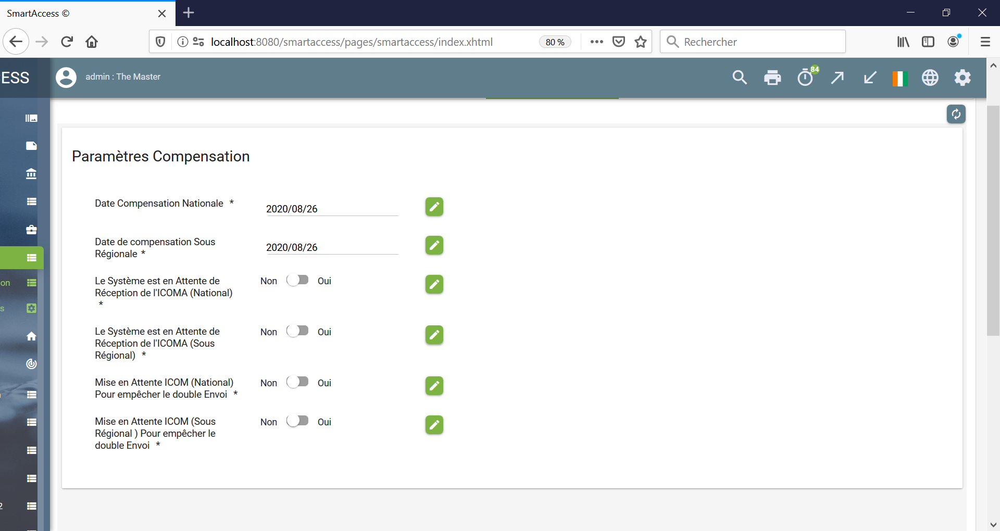 SmartAccess ©
localhost:8080/smartaccess/pages/smartaccess/index.xhtml
80 %
Rechercher
ESS
admin : The Master
84
Paramètres Compensation
Date Compensation Nationale *
2020/08/26
Date de compensation Sous
Régionale *
2020/08/26
Le Système est en Attente de
Réception de l'ICOMA (National)
*
Non Oui
Le Système est en Attente de
Réception de l'ICOMA (Sous
Régional) *
Non Oui
Mise en Attente ICOM (National)
Pour empêcher le double Envoi *
Non Oui
Mise en Attente ICOM (Sous
Régional ) Pour empêcher le
double Envoi *
Non Oui
on
s
2